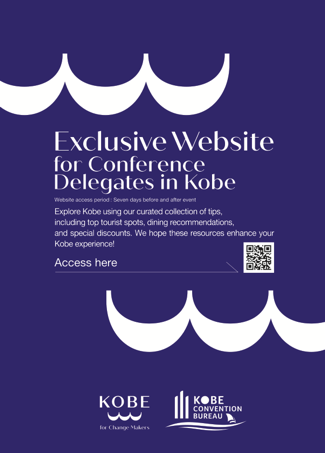 Exclusive Website
for Conference
Delegates in Kobe
Website access period : Seven days before and after event
Explore Kobe using our curated collection of tips,
including top tourist spots, dining recommendations,
and special discounts. We hope these resources enhance your
Kobe experience!
Access here
KOBE
for Change Makers
KOBE
CONVENTION
BUREAU